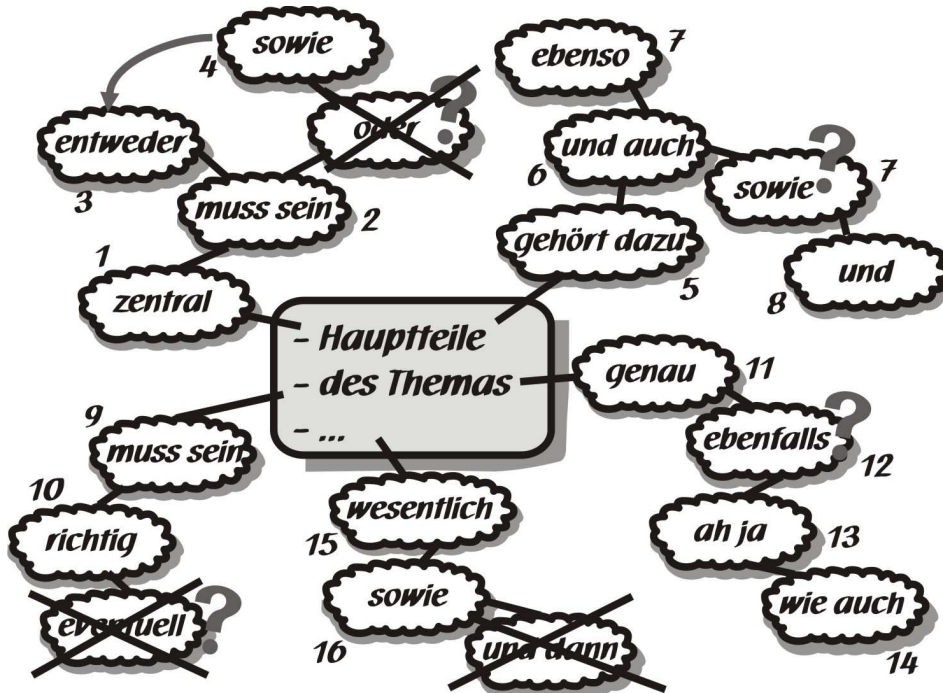 sowie
4
ebenso
7
entweder
3
oder
?
und auch
6
?
sowie
7
muss sein
2
gehört dazu
5
1
zentral
und
8
- Hauptteile
- des Themas
- ...
genau
11
9
muss sein
ebenfalls
?
12
10
richtig
wesentlich
15
ah ja
13
eventuell
?
sowie
16
und dann
wie auch
14